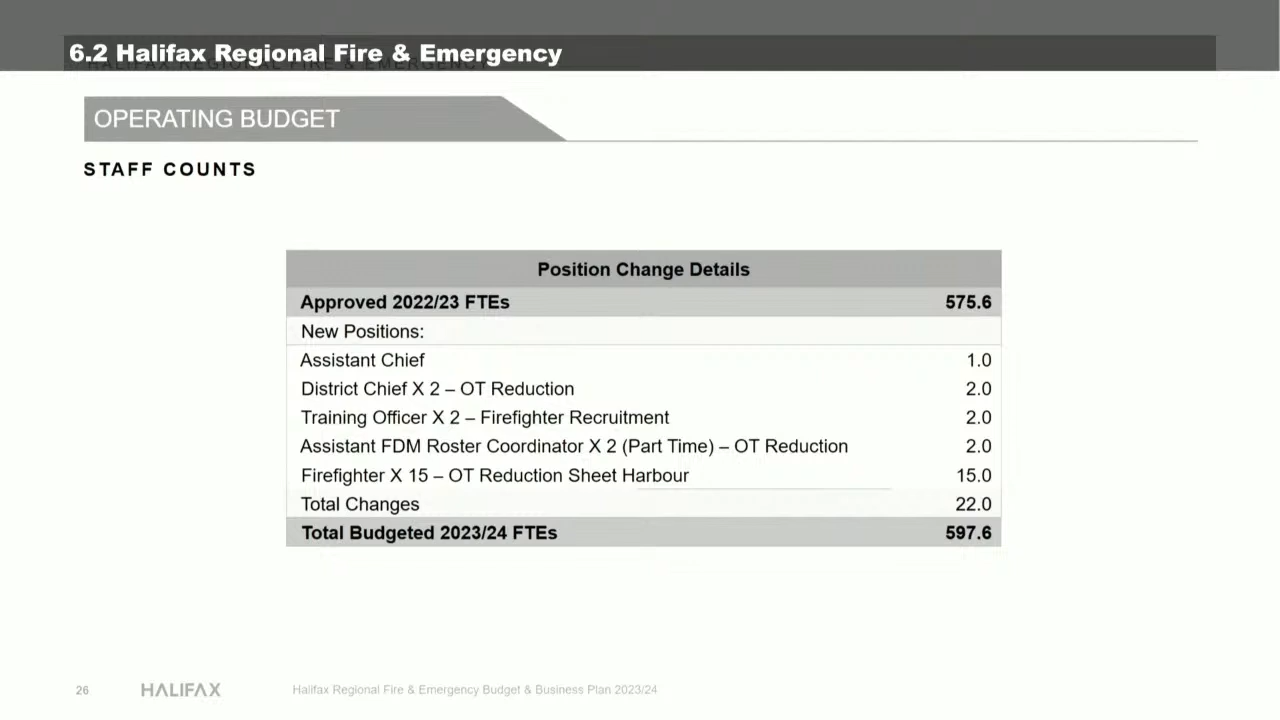 6.2 Halifax Regional Fire & Emergency
HALIFAX REGIONAL FIRE & EMERGENCY
OPERATING BUDGET
STAFF COUNTS
Position Change Details
Approved 2022/23 FTEs 575.6
New Positions:
Assistant Chief 1.0
District Chief X 2 – OT Reduction 2.0
Training Officer X 2 – Firefighter Recruitment 2.0
Assistant FDM Roster Coordinator X 2 (Part Time) – OT Reduction 2.0
Firefighter X 15 – OT Reduction Sheet Harbour 15.0
Total Changes 22.0
Total Budgeted 2023/24 FTEs 597.6
26 HALIFAX Halifax Regional Fire & Emergency Budget & Business Plan 2023/24